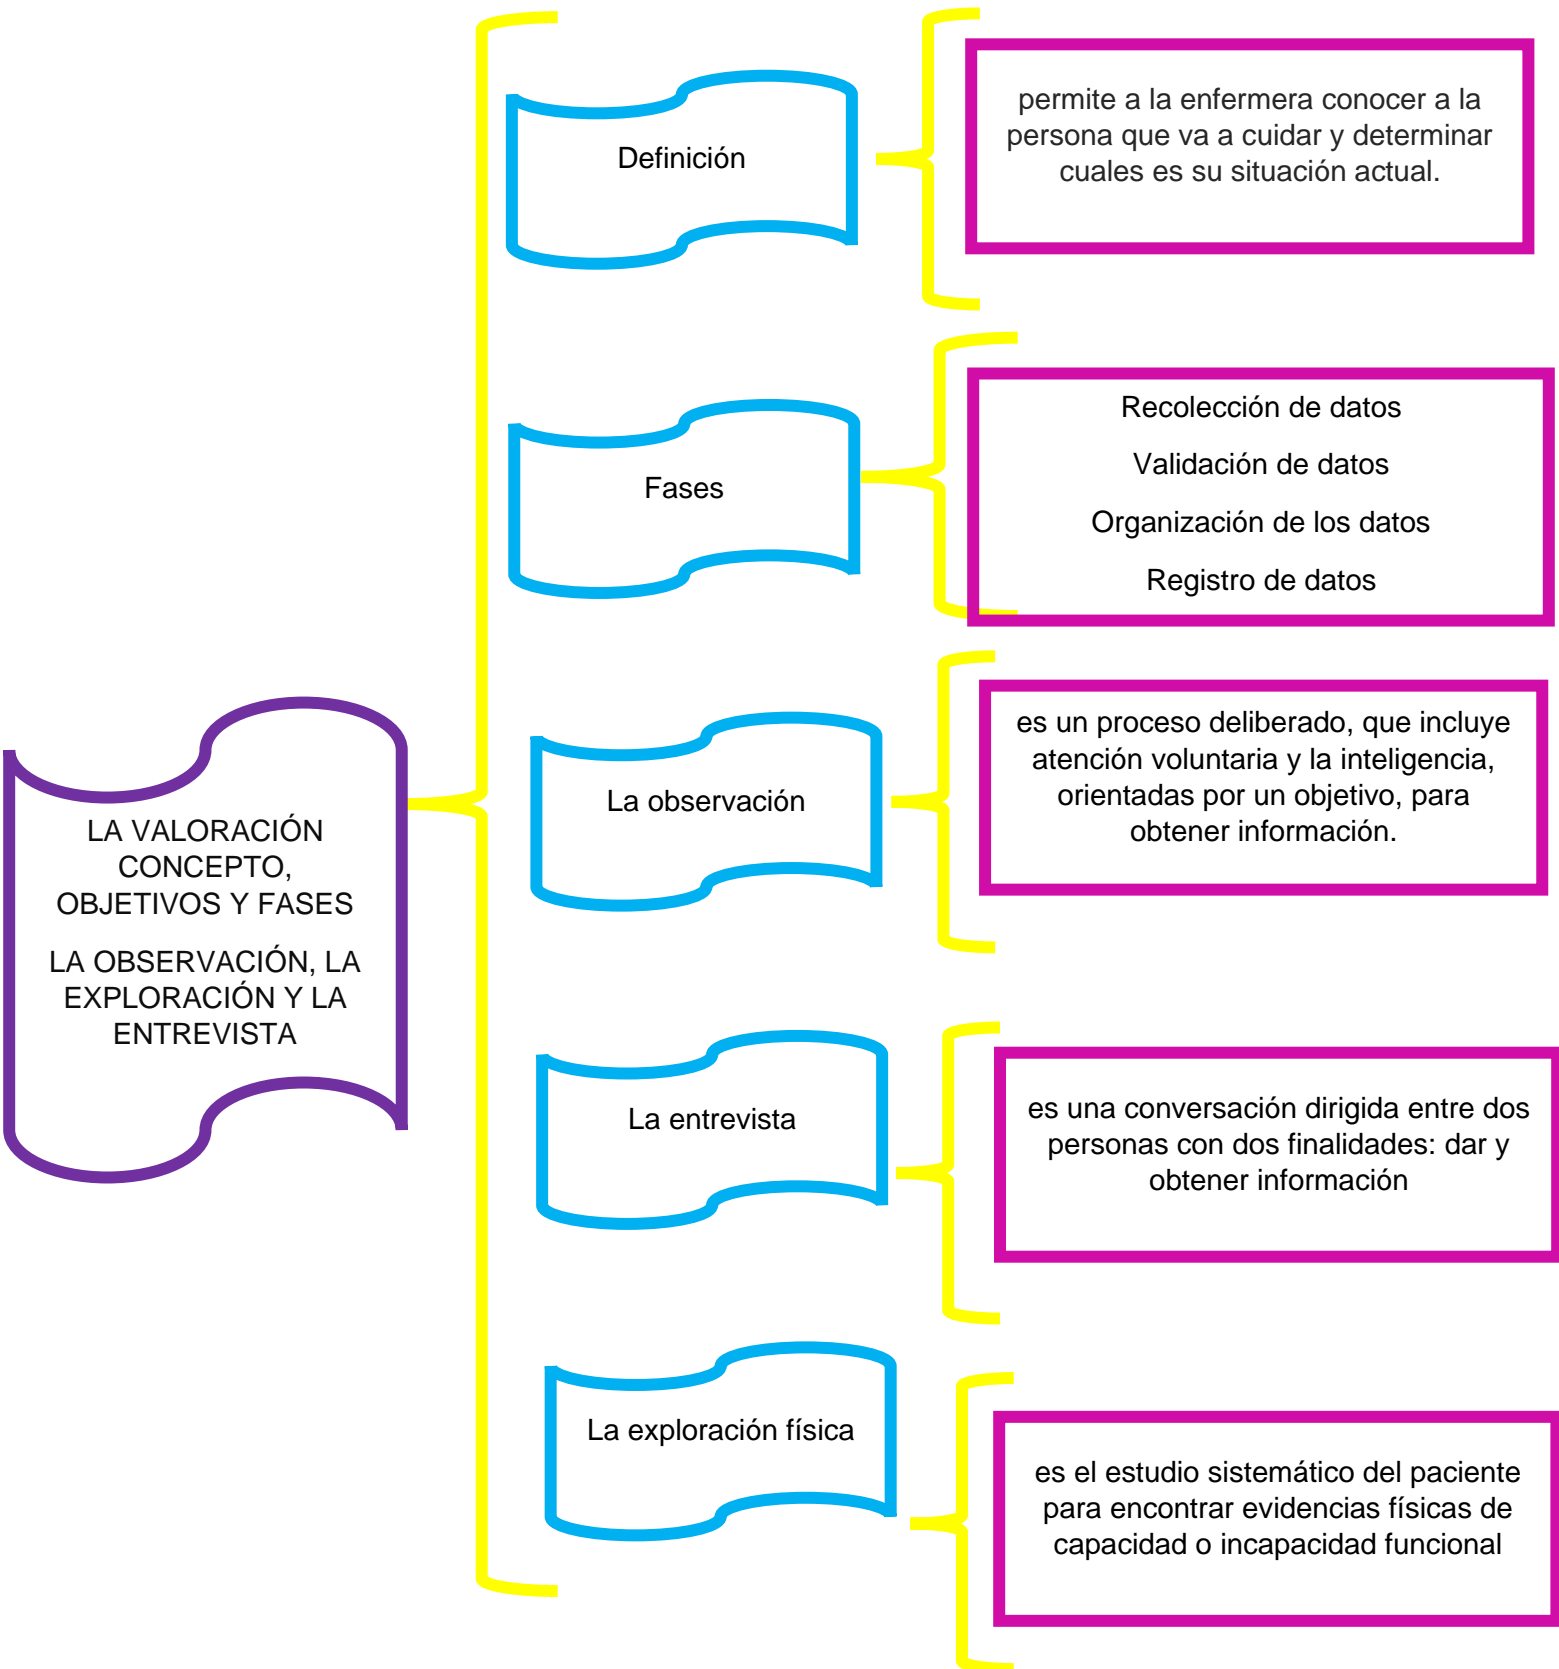 LA VALORACIÓN
CONCEPTO,
OBJETIVOS Y FASES
LA OBSERVACIÓN, LA
EXPLORACIÓN Y LA
ENTREVISTA
Definición
permite a la enfermera conocer a la
persona que va a cuidar y determinar
cuales es su situación actual.
Fases
Recolección de datos
Validación de datos
Organización de los datos
Registro de datos
La observación
es un proceso deliberado, que incluye
atención voluntaria y la inteligencia,
orientadas por un objetivo, para
obtener información.
La entrevista
es una conversación dirigida entre dos
personas con dos finalidades: dar y
obtener información
La exploración física
es el estudio sistemático del paciente
para encontrar evidencias físicas de
capacidad o incapacidad funcional